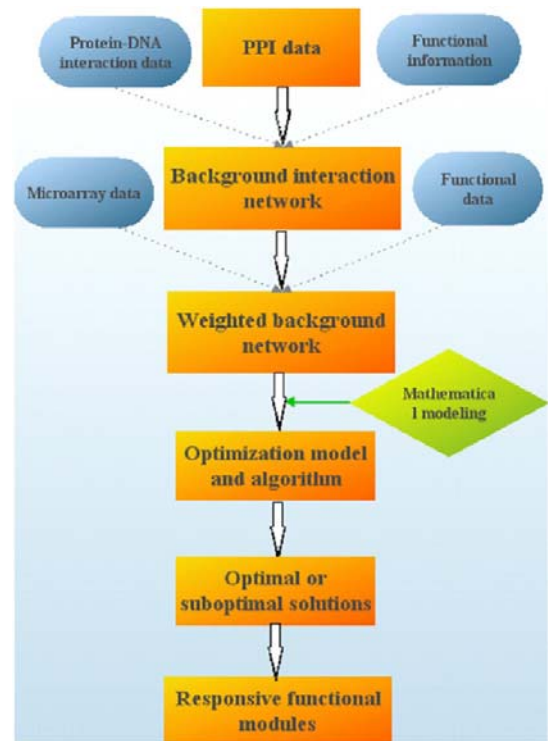 Protein-DNA
interaction data
PPI data
Functional
information
Background interaction
network
Microarray data
Functional
data
Weighted background
network
Mathematica
l modeling
Optimization model
and algorithm
Optimal or
suboptimal solutions
Responsive functional
modules